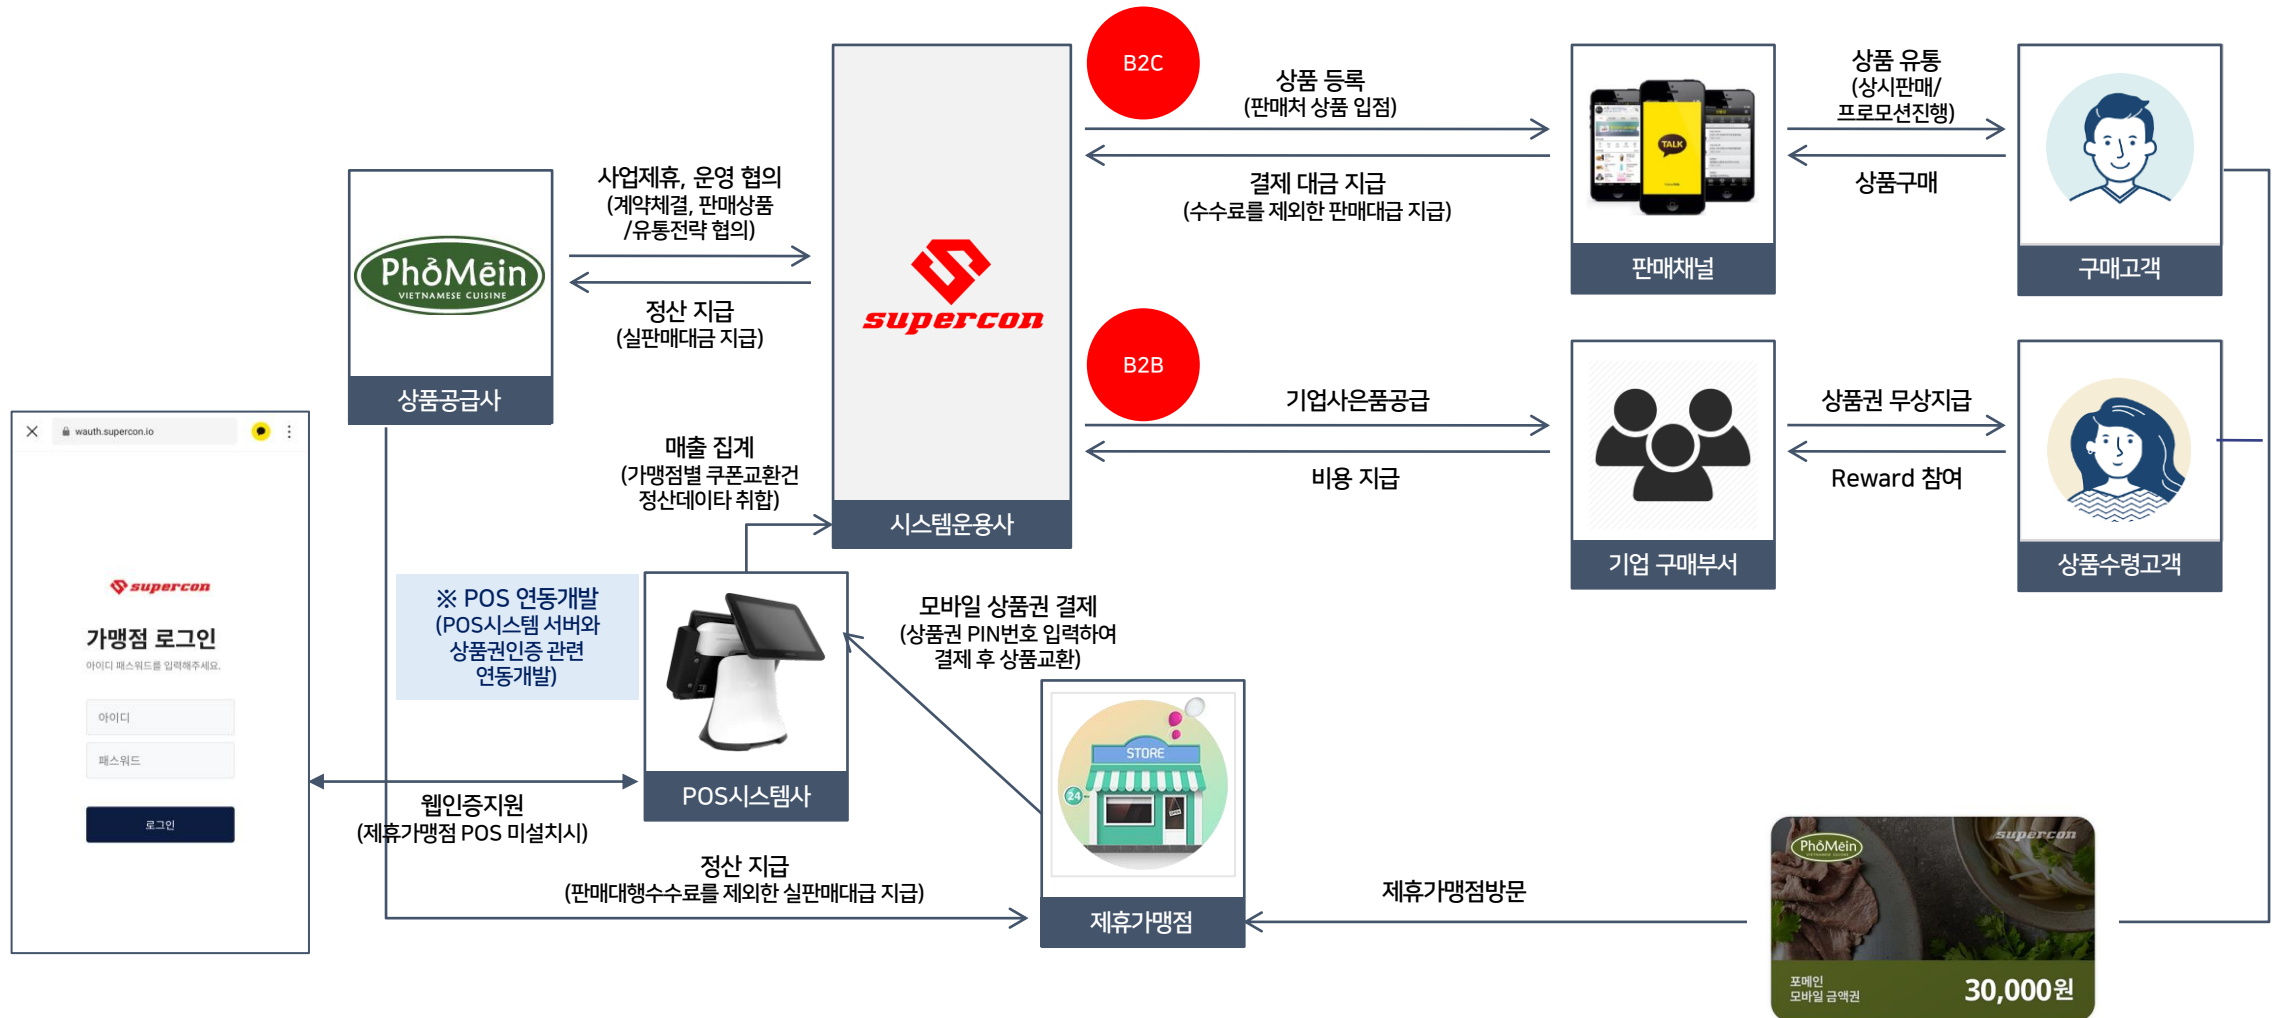 B2C
상품 등록
(판매처 상품 입점)
결제 대금 지급
(수수료를 제외한 판매대급 지급)
상품 유통
(상시판매/
프로모션진행)
상품구매
TALK
판매채널
구매고객
사업제휴, 운영 협의
(계약체결, 판매상품
/유통전략 협의)
정산 지급
(실판매대금 지급)
PhởMēin
VIETNAMESE CUISINE
상품공급사
supercon
시스템운용사
B2B
기업사은품공급
비용 지급
상품권 무상지급
Reward 참여
기업 구매부서
상품수령고객
매출 집계
(가맹점별 쿠폰교환건
정산데이타 취합)
wauth.supercon.io
supercon
가맹점 로그인
아이디 패스워드를 입력해주세요.
아이디
패스워드
로그인
※ POS 연동개발
(POS시스템 서버와
상품권인증 관련
연동개발)
POS시스템사
모바일 상품권 결제
(상품권 PIN번호 입력하여
결제 후 상품교환)
웹인증지원
(제휴가맹점 POS 미설치시)
정산 지급
(판매대행수수료를 제외한 실판매대급 지급)
STORE
24
제휴가맹점
제휴가맹점방문
supercon
PhởMēin
VIETNAMESE CUISINE
포메인
모바일 금액권
30,000원